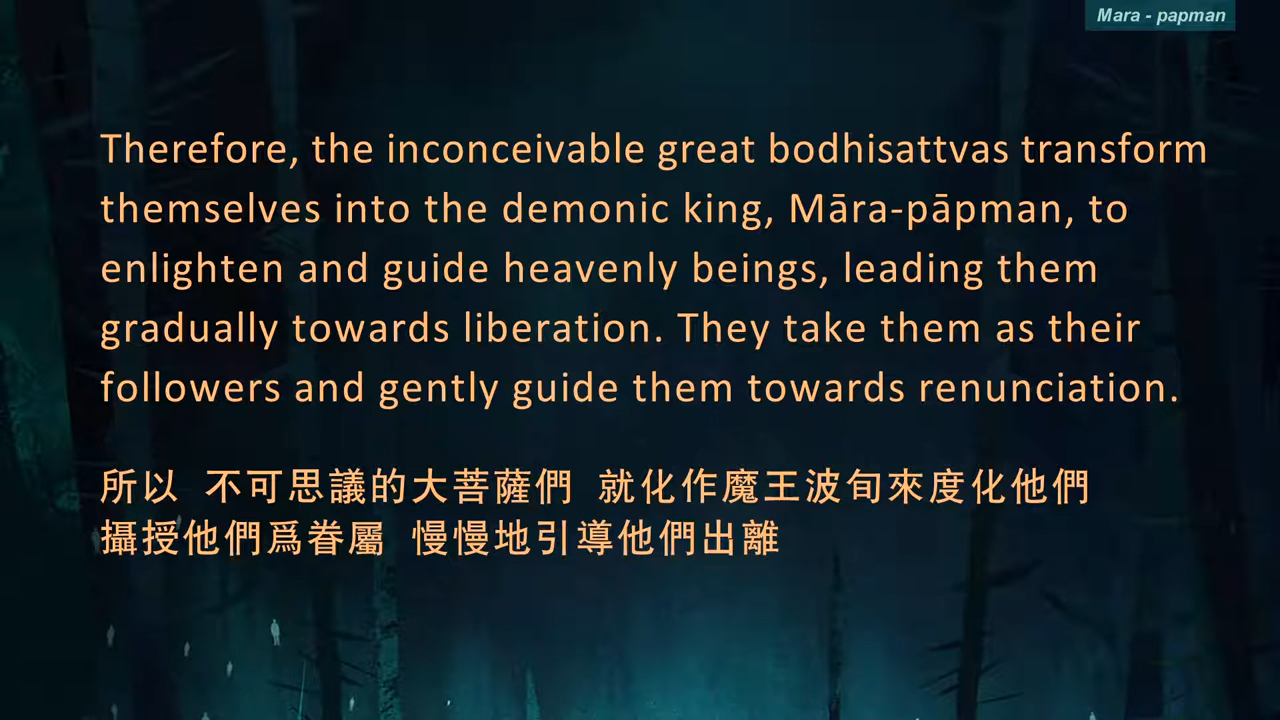 Mara - papman
Therefore, the inconceivable great bodhisattvas transform
themselves into the demonic king, Māra-pāpman, to
enlighten and guide heavenly beings, leading them
gradually towards liberation. They take them as their
followers and gently guide them towards renunciation.
所以 不可思議的大菩薩們 就化作魔王波旬來度化他們
攝授他們爲眷屬 慢慢地引導他們出離